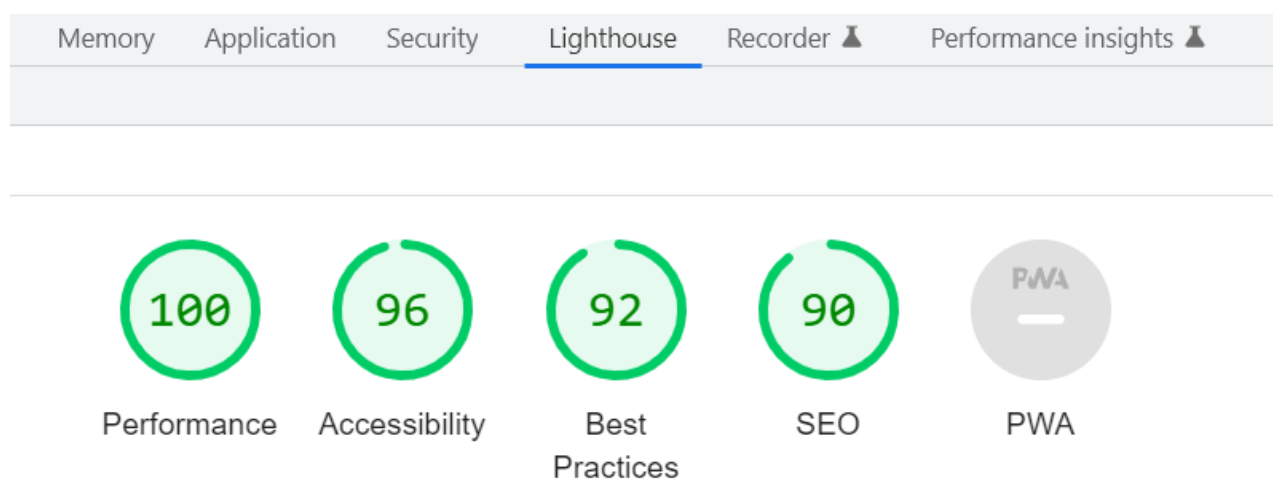 Memory Application Security Lighthouse Recorder Performance insights
PWA
100 96 92 90
Performance Accessibility Best SEO PWA
Practices